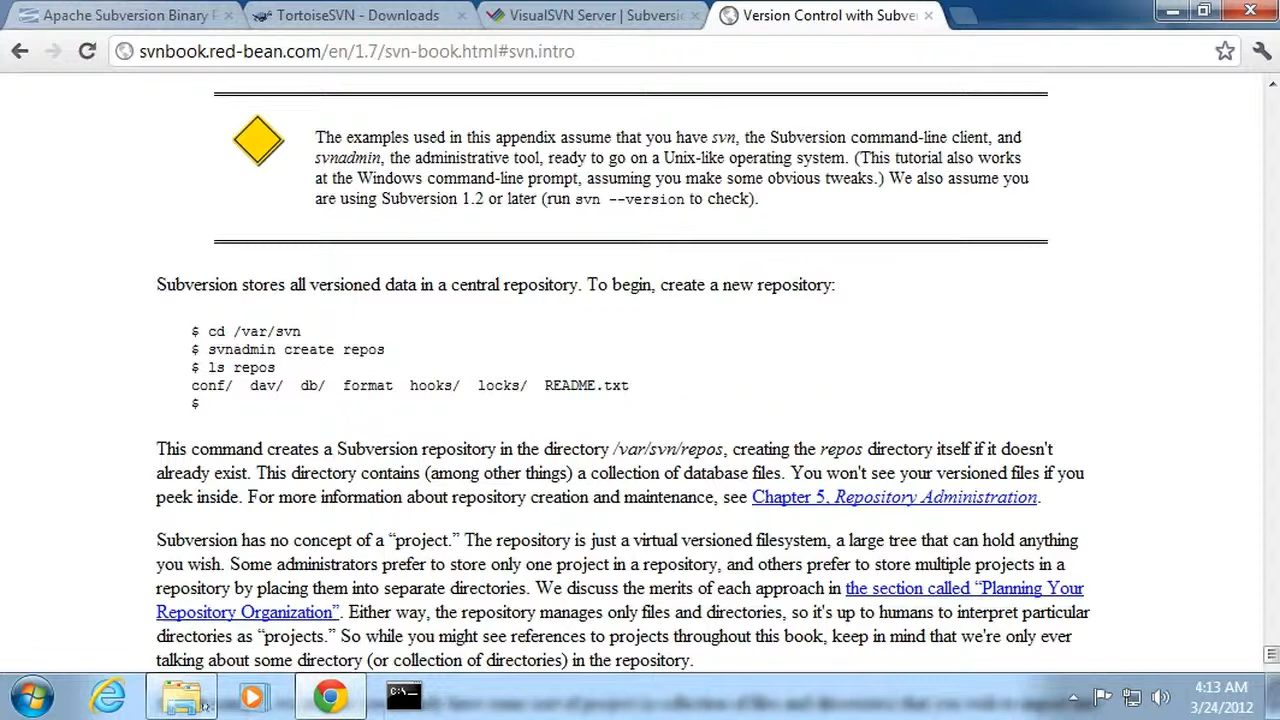 Apache Subversion Binary
TortoiseSVN - Downloads
VisualSVN Server | Subversi
Version Control with Subve
svnbook.red-bean.com/en/1.7/svn-book.html#svn.intro
The examples used in this appendix assume that you have svn, the Subversion command-line client, and
svnadmin, the administrative tool, ready to go on a Unix-like operating system. (This tutorial also works
at the Windows command-line prompt, assuming you make some obvious tweaks.) We also assume you
are using Subversion 1.2 or later (run svn --version to check).
Subversion stores all versioned data in a central repository. To begin, create a new repository:
$ cd /var/svn
$ svnadmin create repos
$ ls repos
conf/ dav/ db/ format hooks/ locks/ README.txt
$
This command creates a Subversion repository in the directory /var/svn/repos, creating the repos directory itself if it doesn't
already exist. This directory contains (among other things) a collection of database files. You won't see your versioned files if you
peek inside. For more information about repository creation and maintenance, see Chapter 5, Repository Administration.
Subversion has no concept of a “project.” The repository is just a virtual versioned filesystem, a large tree that can hold anything
you wish. Some administrators prefer to store only one project in a repository, and others prefer to store multiple projects in a
repository by placing them into separate directories. We discuss the merits of each approach in the section called “Planning Your
Repository Organization”. Either way, the repository manages only files and directories, so it's up to humans to interpret particular
directories as “projects.” So while you might see references to projects throughout this book, keep in mind that we're only ever
talking about some directory (or collection of directories) in the repository.
C:\
4:13 AM
3/24/2012